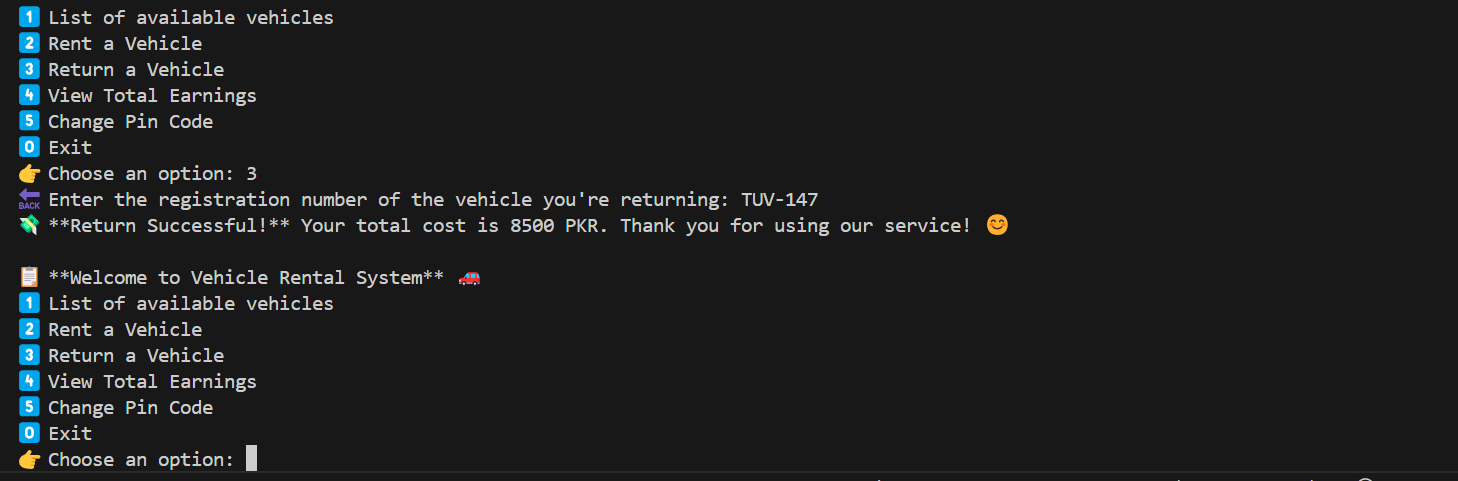 1 List of available vehicles
2 Rent a Vehicle
3 Return a Vehicle
4 View Total Earnings
5 Change Pin Code
0 Exit
👉 Choose an option: 3
🔙 Enter the registration number of the vehicle you're returning: TUV-147
💸 **Return Successful!** Your total cost is 8500 PKR. Thank you for using our service! 😊
📋 **Welcome to Vehicle Rental System** 🚗
1 List of available vehicles
2 Rent a Vehicle
3 Return a Vehicle
4 View Total Earnings
5 Change Pin Code
0 Exit
👉 Choose an option: